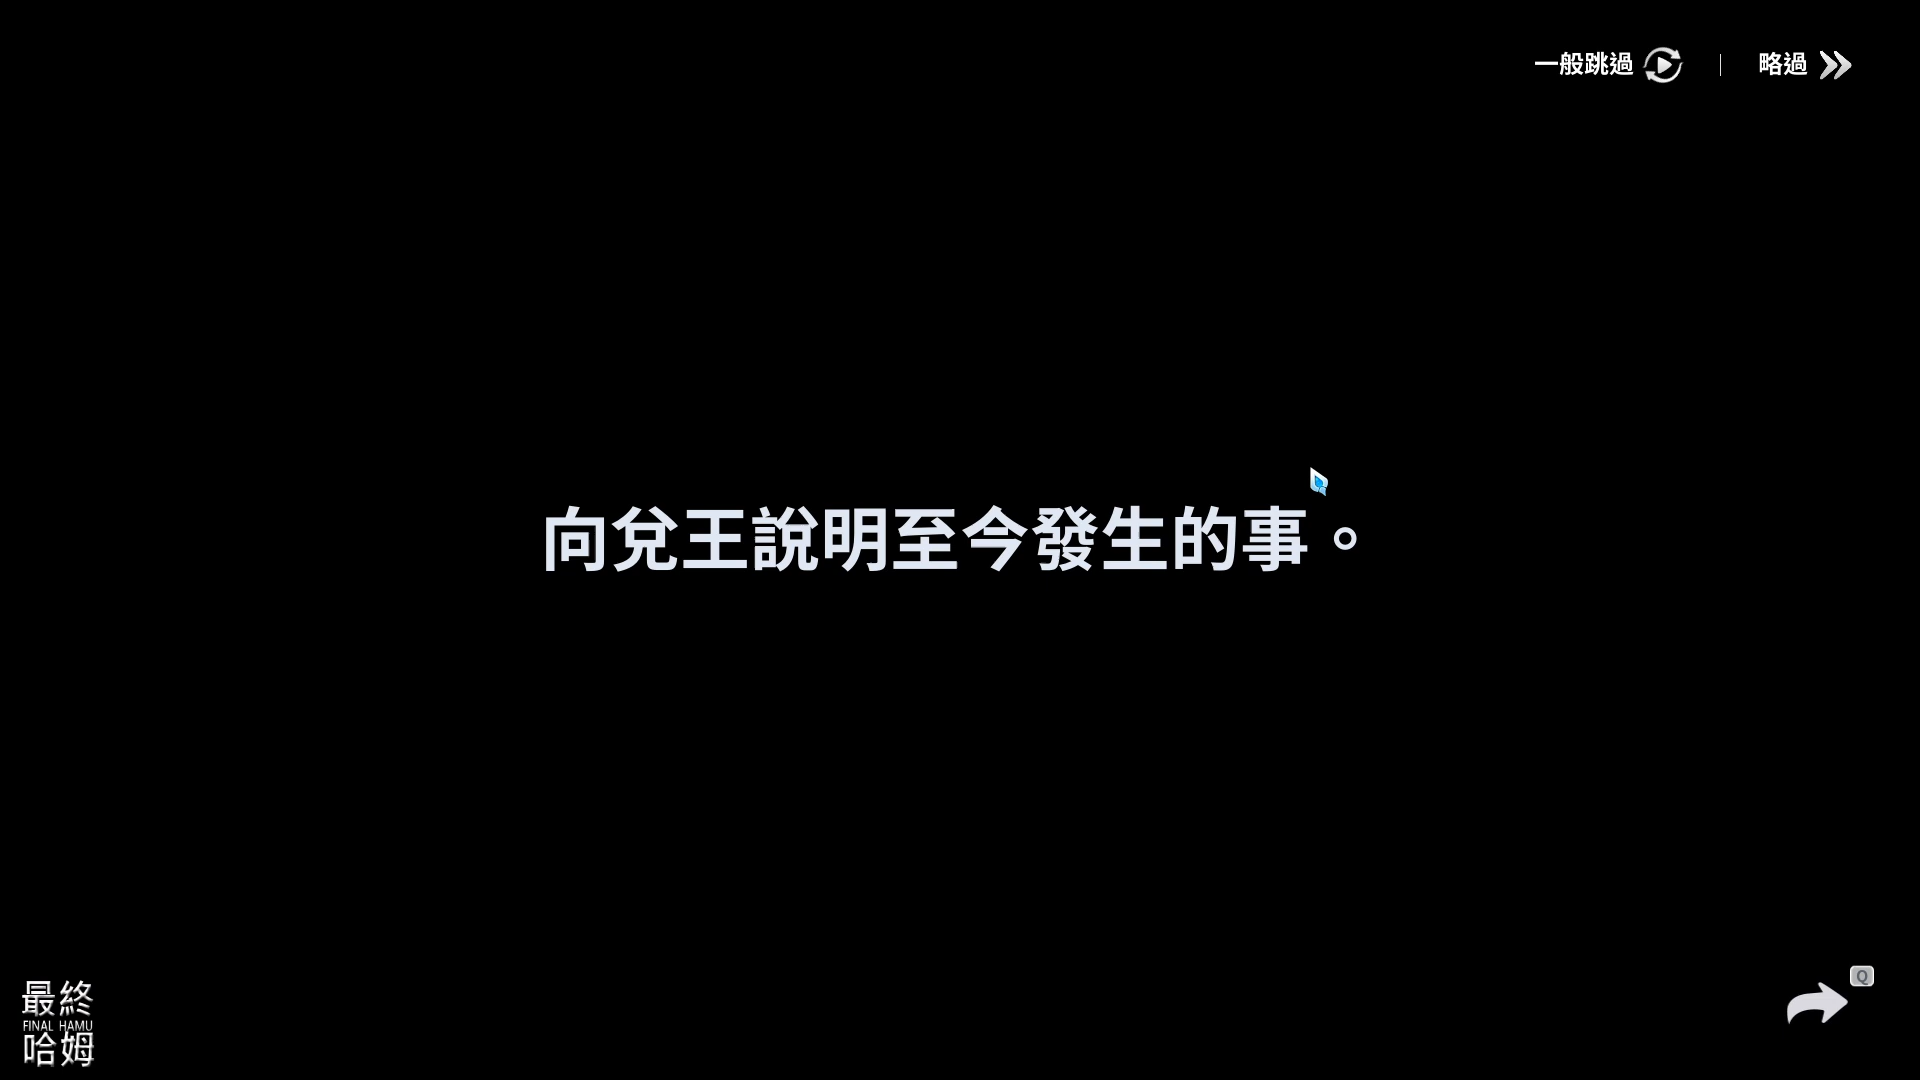 一般跳過
略過
向兌王說明至今發生的事。
Q
最終
FINAL HAMU
哈姆